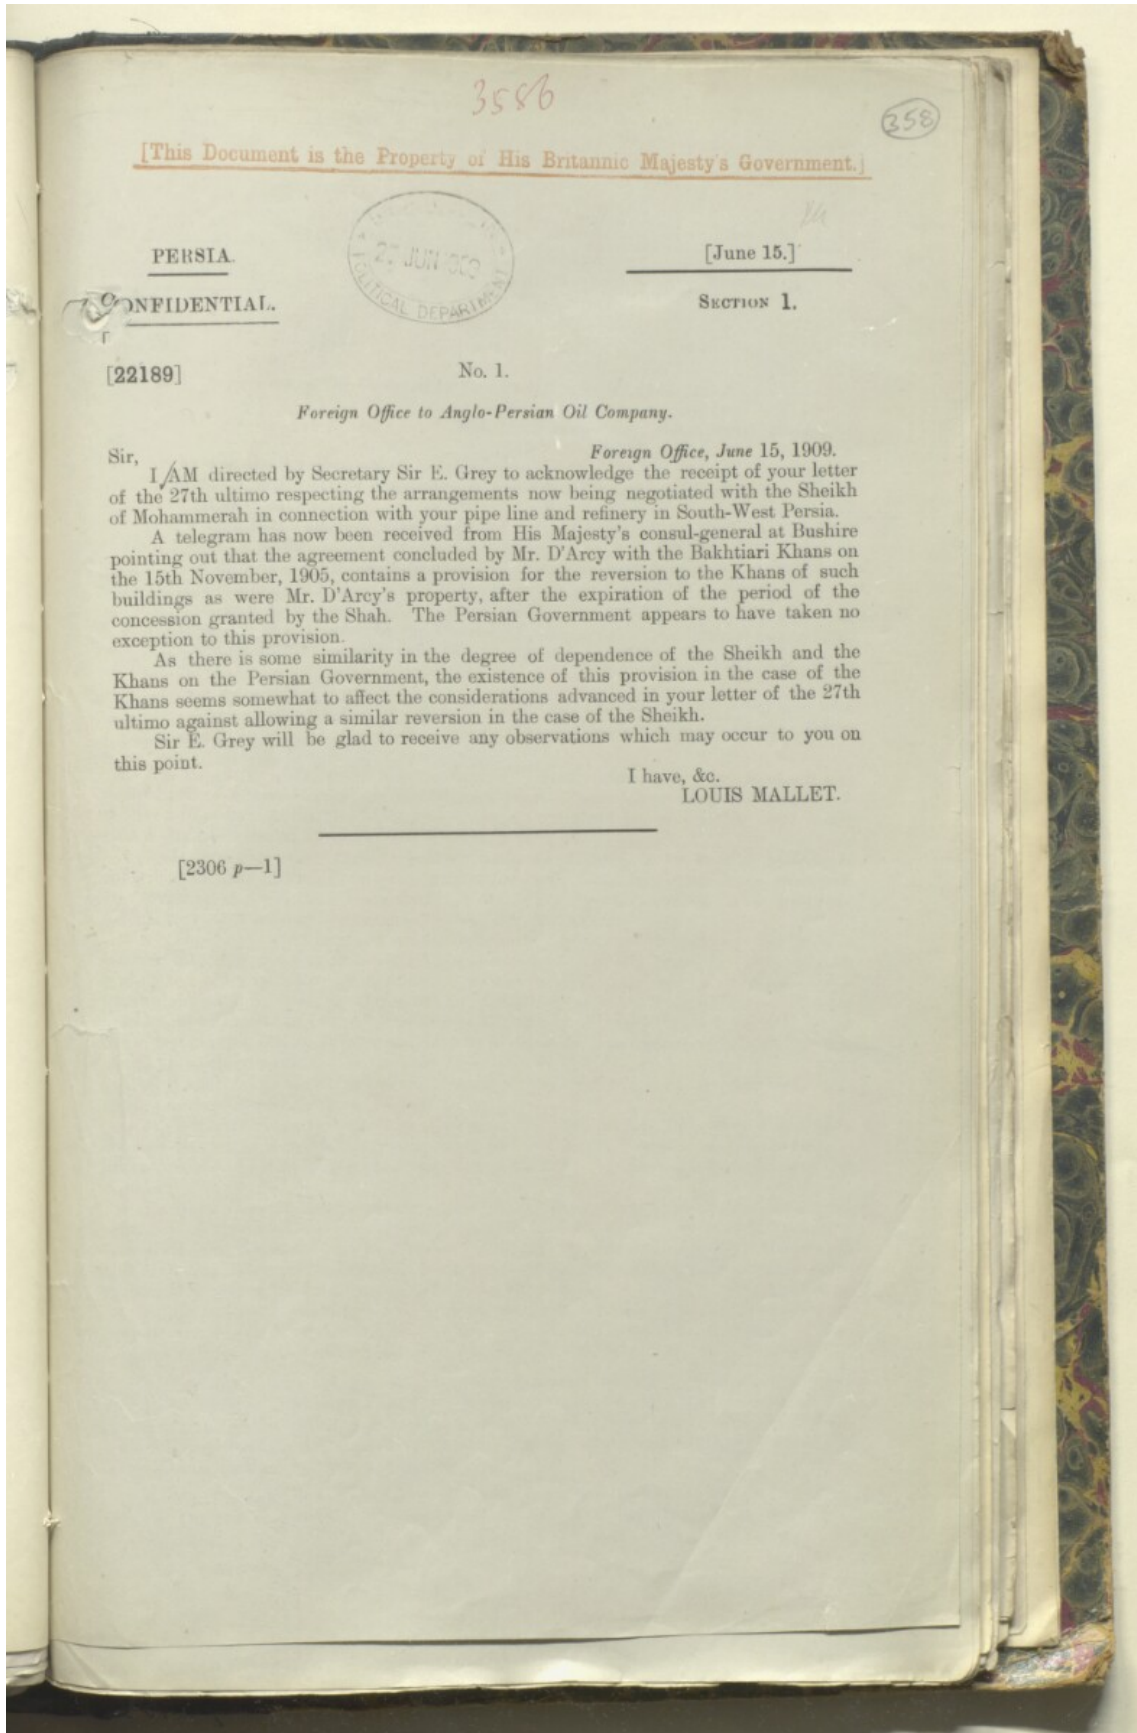 3586
358
[This Document is the Property of His Britannic Majesty's Government.]
PERSIA.
[June 15.]
JUN 1909
POLITICAL DEPARTMENT
CONFIDENTIAL.
SECTION 1.
[22189]
No. 1.
Foreign Office to Anglo-Persian Oil Company.
Sir,
Foreign Office, June 15, 1909.
I AM directed by Secretary Sir E. Grey to acknowledge the receipt of your letter
of the 27th ultimo respecting the arrangements now being negotiated with the Sheikh
of Mohammerah in connection with your pipe line and refinery in South-West Persia.
A telegram has now been received from His Majesty's consul-general at Bushire
pointing out that the agreement concluded by Mr. D'Arcy with the Bakhtiari Khans on
the 15th November, 1905, contains a provision for the reversion to the Khans of such
buildings as were Mr. D'Arcy's property, after the expiration of the period of the
concession granted by the Shah. The Persian Government appears to have taken no
exception to this provision.
As there is some similarity in the degree of dependence of the Sheikh and the
Khans on the Persian Government, the existence of this provision in the case of the
Khans seems somewhat to affect the considerations advanced in your letter of the 27th
ultimo against allowing a similar reversion in the case of the Sheikh.
Sir E. Grey will be glad to receive any observations which may occur to you on
this point.
I have, &c.
LOUIS MALLET.
[2306 p—1]